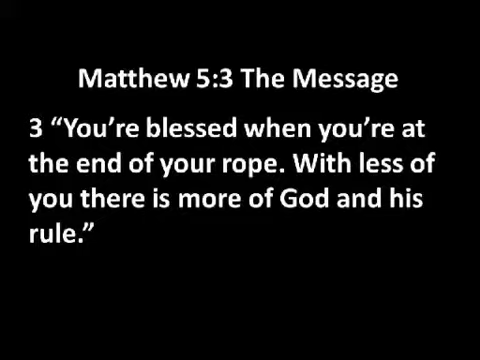 Matthew 5:3 The Message
3 “You’re blessed when you’re at
the end of your rope. With less of
you there is more of God and his
rule.”